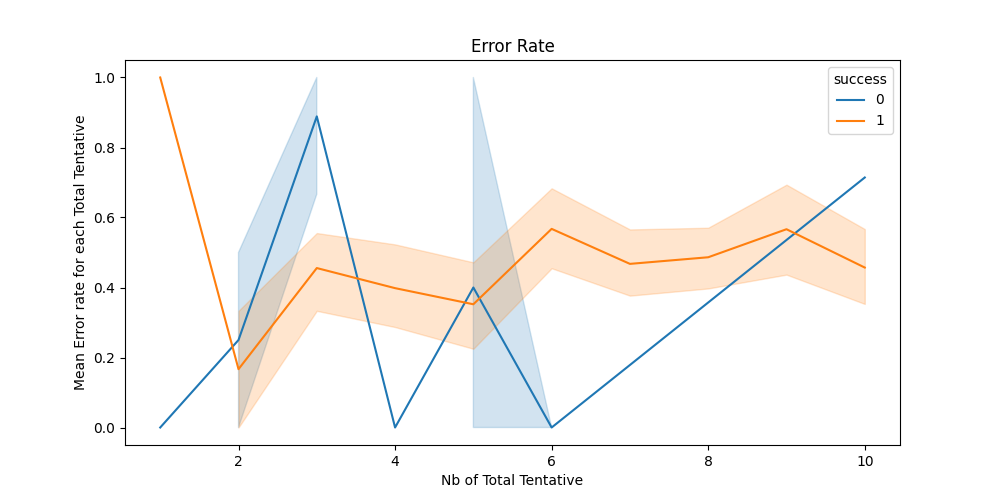 Error Rate
success
0
1
1.0
0.8
0.6
0.4
0.2
0.0
Mean Error rate for each Total Tentative
2 4 6 8 10
Nb of Total Tentative